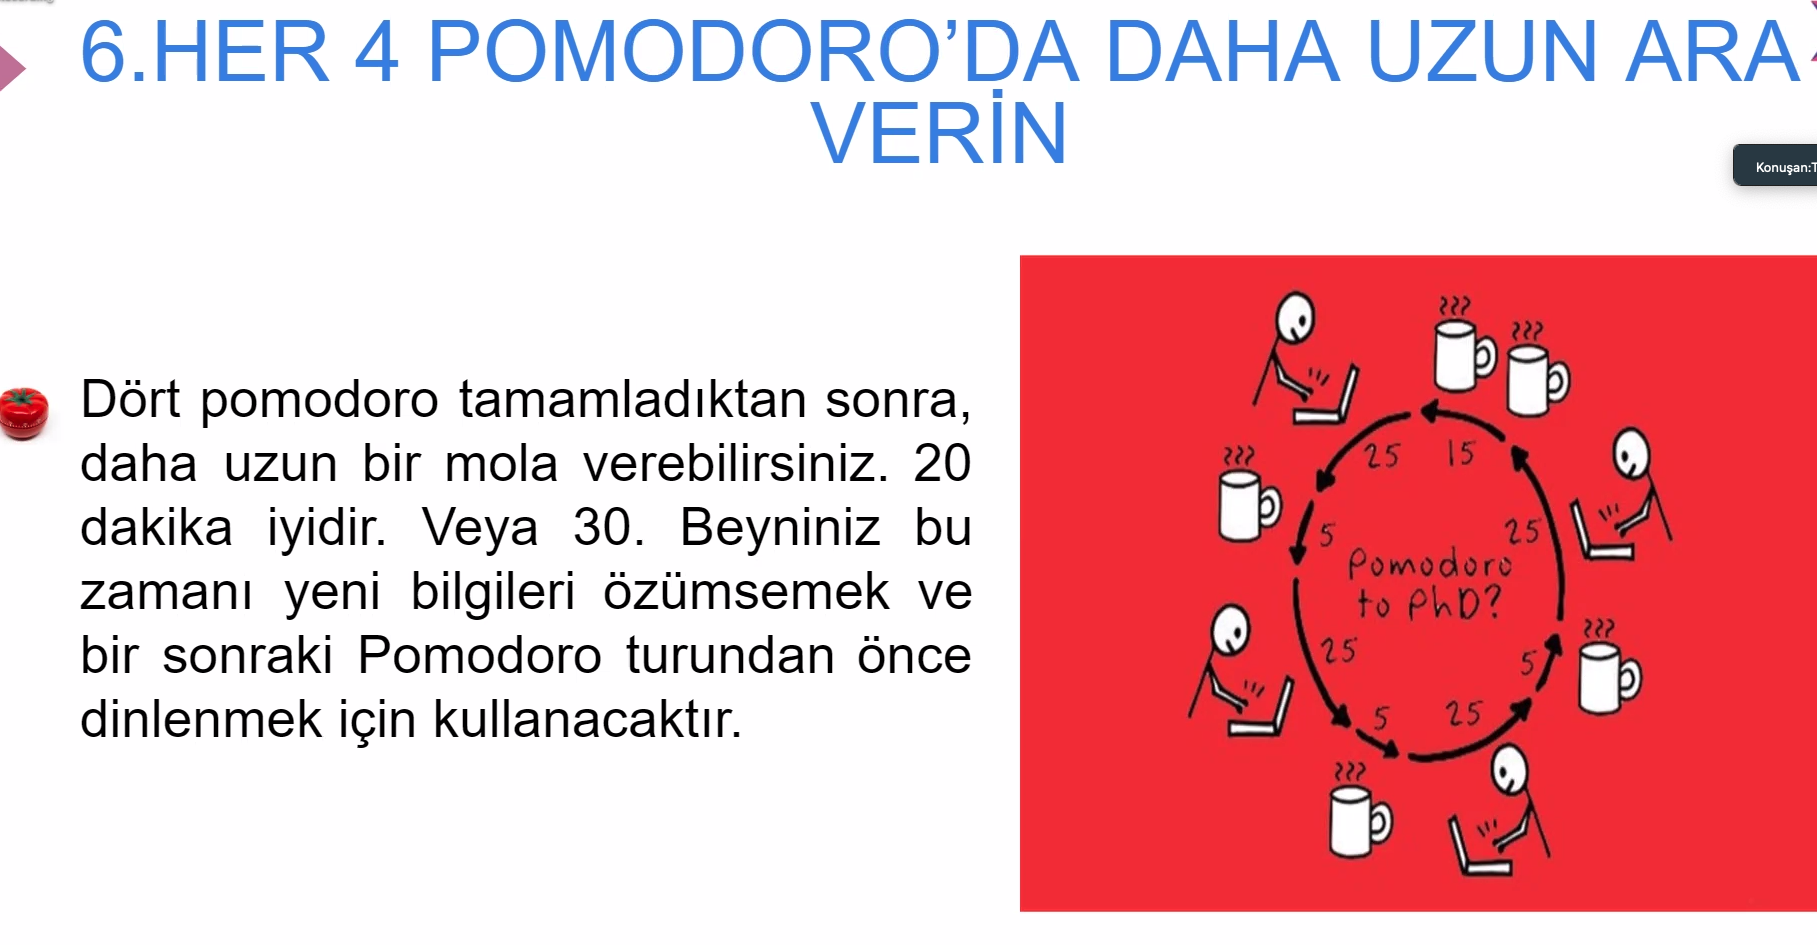 6.HER 4 POMODORO’DA DAHA UZUN ARA
VERİN
Konuşan:T
Dört pomodoro tamamladıktan sonra,
daha uzun bir mola verebilirsiniz. 20
dakika iyidir. Veya 30. Beyniniz bu
zamanı yeni bilgileri özümsemek ve
bir sonraki Pomodoro turundan önce
dinlenmek için kullanacaktır.
25 15
5
25
Pomodoro
to PhD?
25
5
5
25